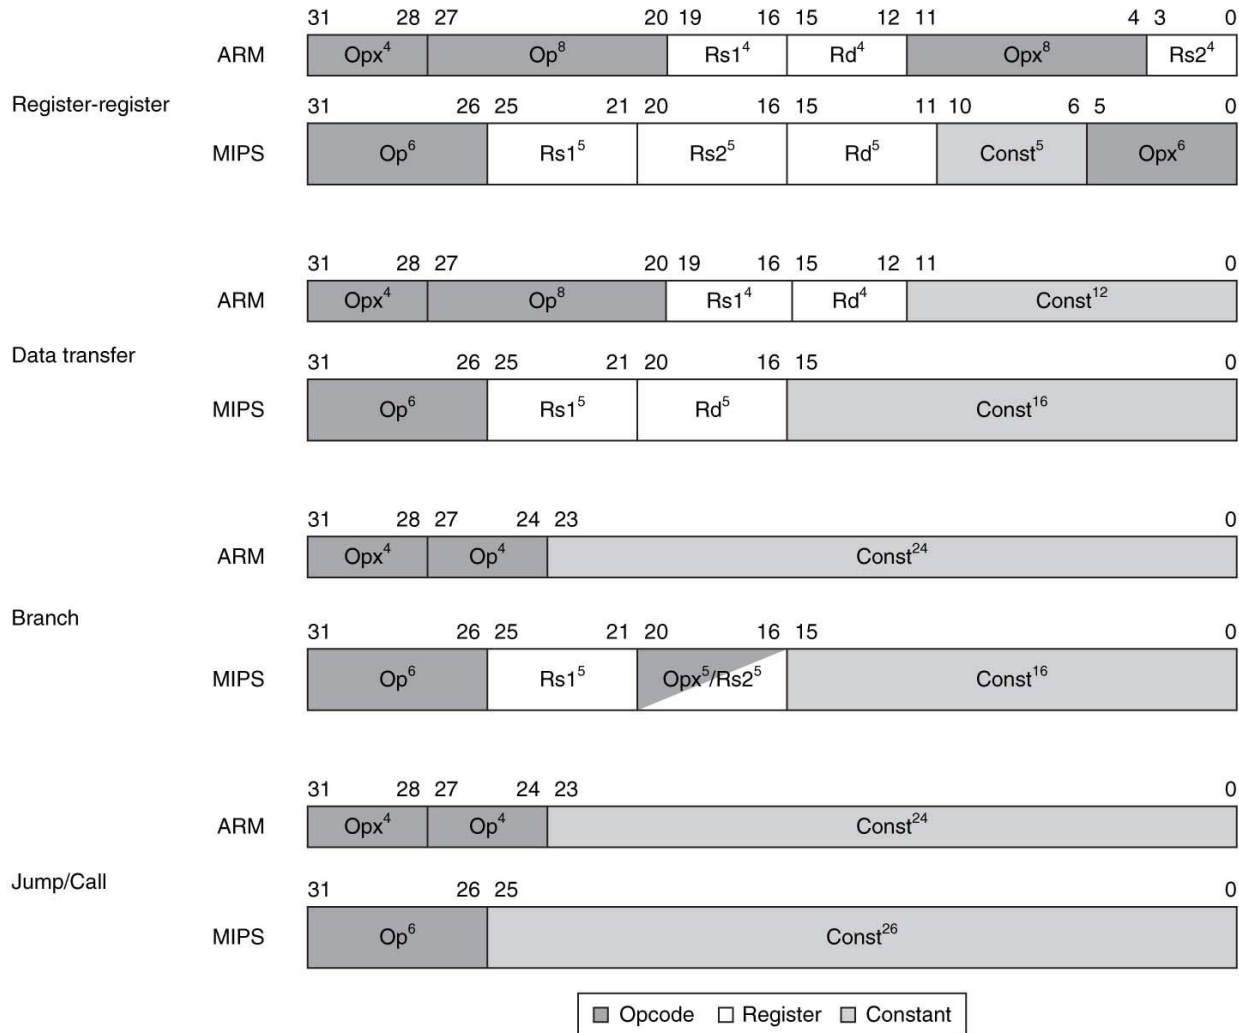 31 28 27 20 19 16 15 12 11 4 3 0
ARM Opx⁴ Op⁸ Rs1⁴ Rd⁴ Opx⁸ Rs2⁴
Register-register
31 26 25 21 20 16 15 11 10 6 5 0
MIPS Op⁶ Rs1⁵ Rs2⁵ Rd⁵ Const⁵ Opx⁶
31 28 27 20 19 16 15 12 11 0
ARM Opx⁴ Op⁸ Rs1⁴ Rd⁴ Const¹²
Data transfer
31 26 25 21 20 16 15 0
MIPS Op⁶ Rs1⁵ Rd⁵ Const¹⁶
31 28 27 24 23 0
ARM Opx⁴ Op⁴ Const²⁴
Branch
31 26 25 21 20 16 15 0
MIPS Op⁶ Rs1⁵ Opx⁵/Rs2⁵ Const¹⁶
31 28 27 24 23 0
ARM Opx⁴ Op⁴ Const²⁴
Jump/Call
31 26 25 0
MIPS Op⁶ Const²⁶
Opcode Register Constant